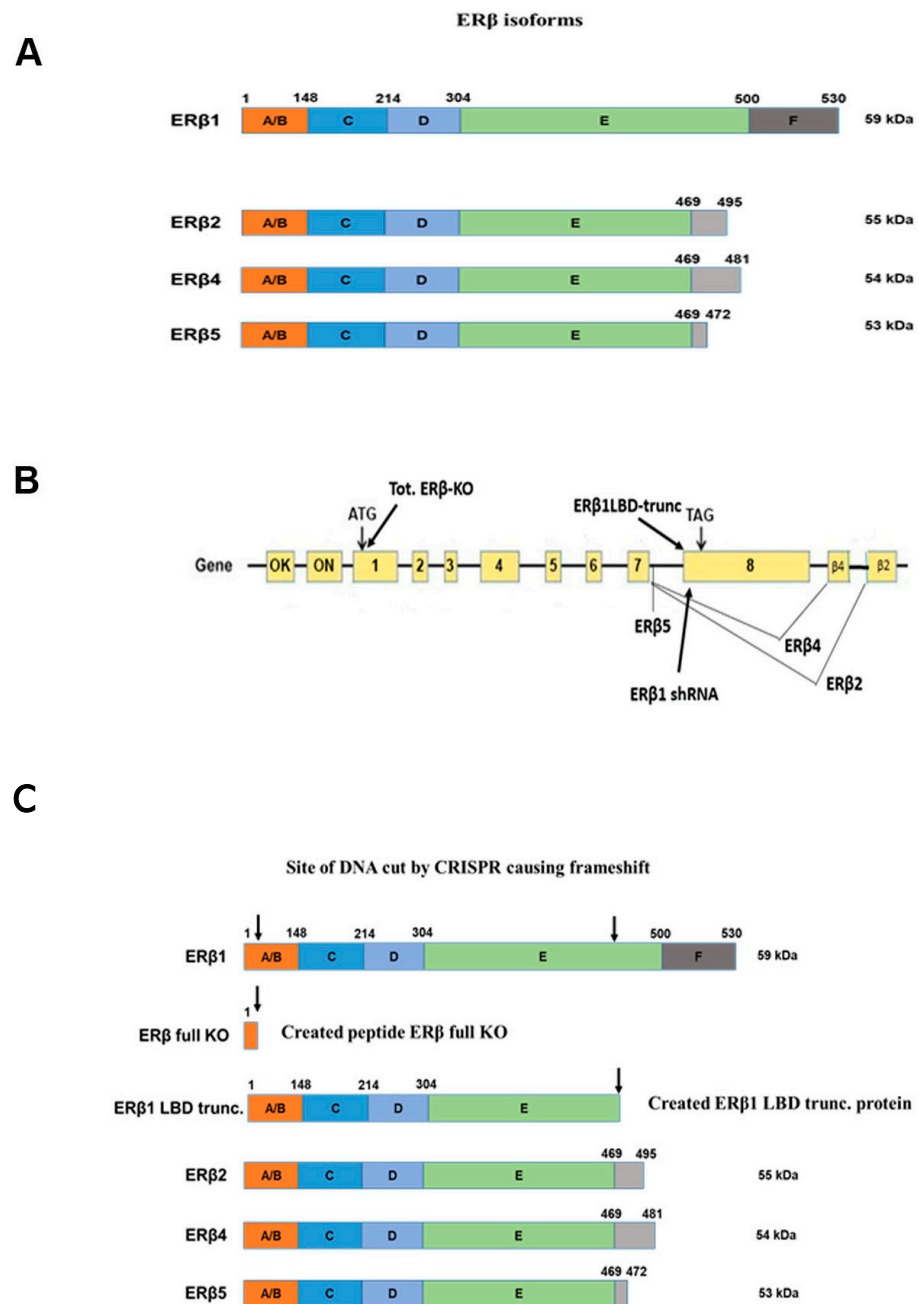 ERβ isoforms
A
1 148 214 304 500 530
ERβ1 A/B C D E F 59 kDa
469 495
ERβ2 A/B C D E 55 kDa
469 481
ERβ4 A/B C D E 54 kDa
469 472
ERβ5 A/B C D E 53 kDa
B
Tot. ERβ-KO
ATG
ERβ1LBD-trunc TAG
Gene OK ON 1 2 3 4 5 6 7 8 β4 β2
ERβ5
ERβ4
ERβ2
ERβ1 shRNA
C
Site of DNA cut by CRISPR causing frameshift
1 148 214 304 500 530
ERβ1 A/B C D E F 59 kDa
1
ERβ full KO Created peptide ERβ full KO
1 148 214 304
ERβ1 LBD trunc. A/B C D E Created ERβ1 LBD trunc. protein
469 495
ERβ2 A/B C D E 55 kDa
469 481
ERβ4 A/B C D E 54 kDa
469 472
ERβ5 A/B C D E 53 kDa